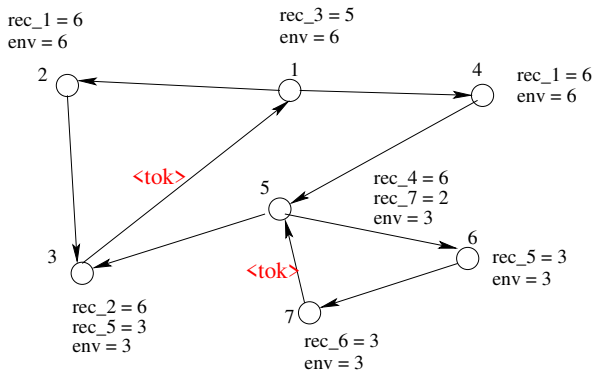 rec_1 = 6
env = 6
rec_3 = 5
env = 6
2
1
4
rec_1 = 6
env = 6
<tok>
5
rec_4 = 6
rec_7 = 2
env = 3
3
<tok>
6
rec_5 = 3
env = 3
rec_2 = 6
rec_5 = 3
env = 3
7
rec_6 = 3
env = 3